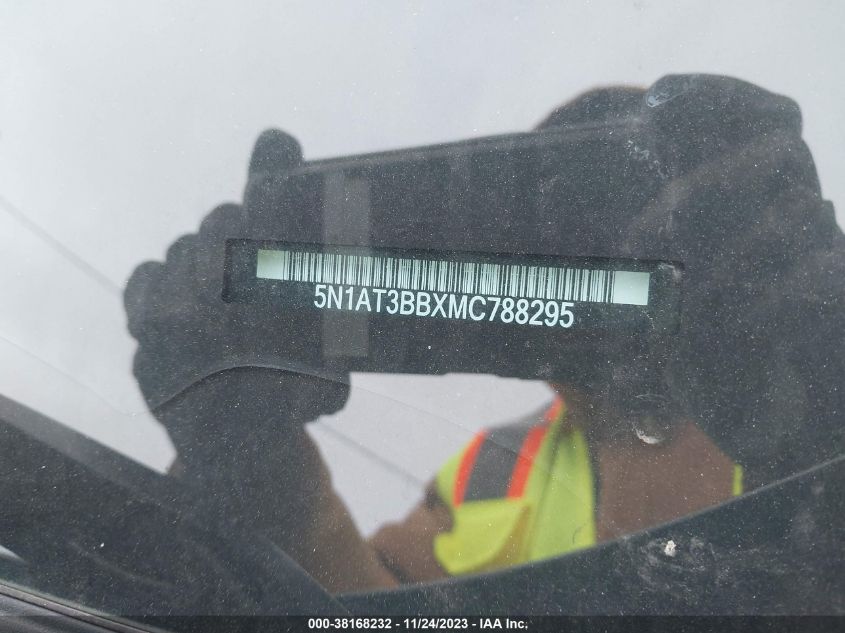 5N1AT3BBXMC788295
000-38168232 - 11/24/2023 - IAA Inc.